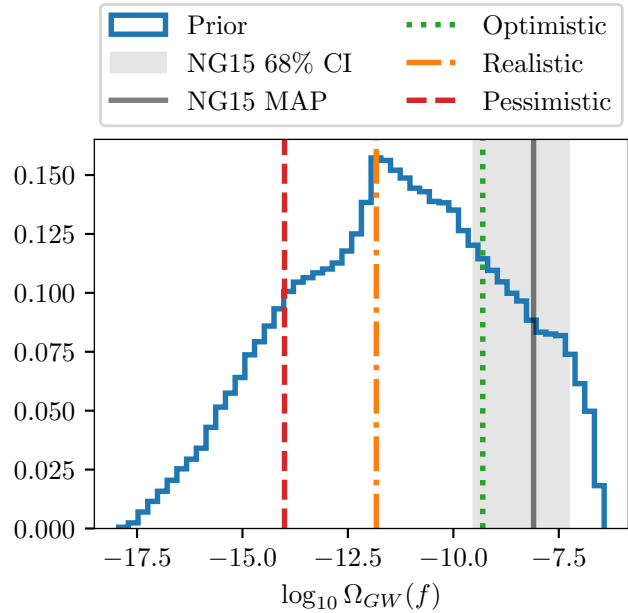 Prior
NG15 68% CI
NG15 MAP
Optimistic
Realistic
Pessimistic
0.150
0.125
0.100
0.075
0.050
0.025
0.000
−17.5 −15.0 −12.5 −10.0 −7.5
log₁₀ Ω_GW(f)